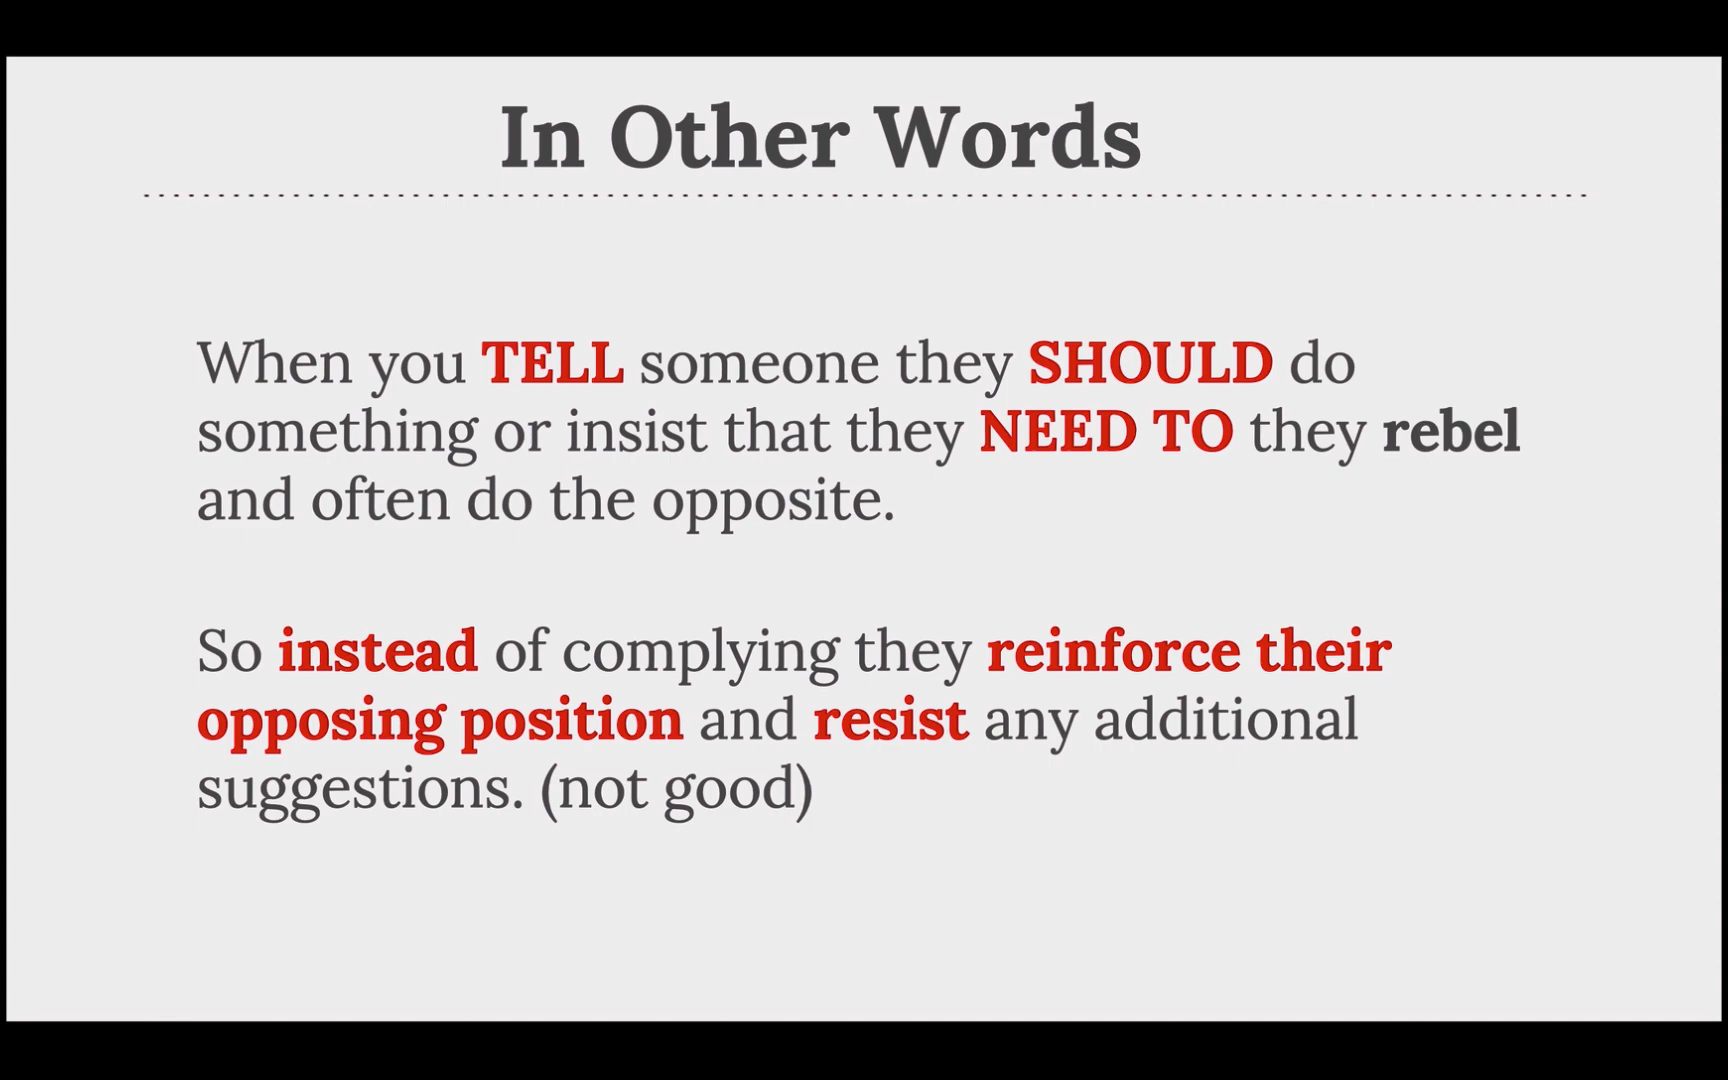 In Other Words
When you TELL someone they SHOULD do
something or insist that they NEED TO they rebel
and often do the opposite.
So instead of complying they reinforce their
opposing position and resist any additional
suggestions. (not good)